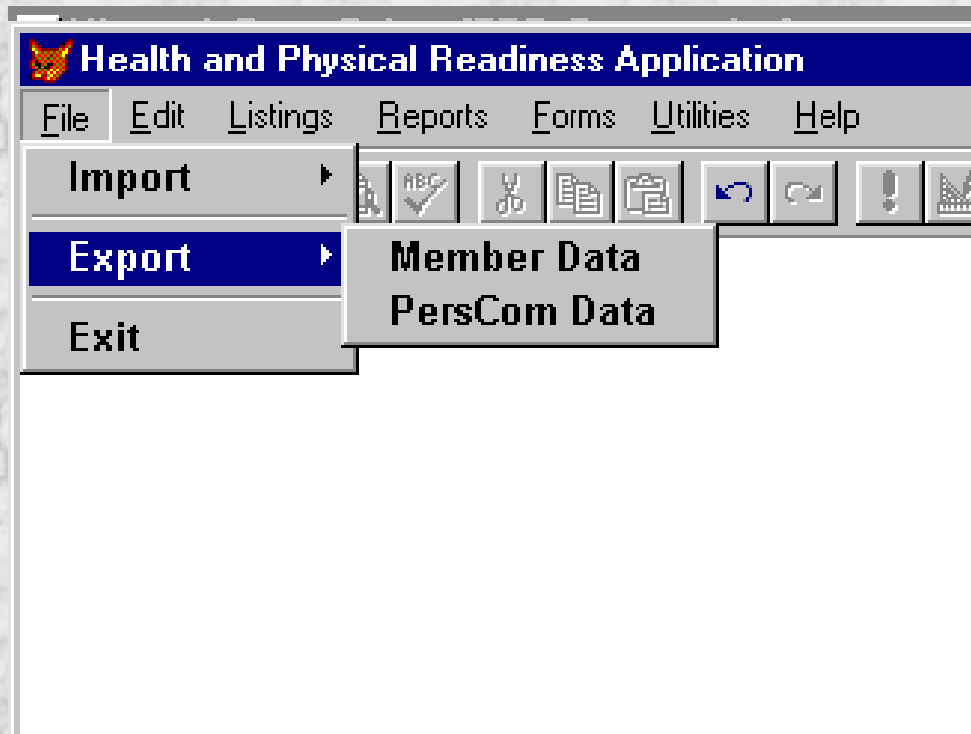 Health and Physical Readiness Application
File Edit Listings Reports Forms Utilities Help
Import
ABC
Export
Member Data
PersCom Data
Exit